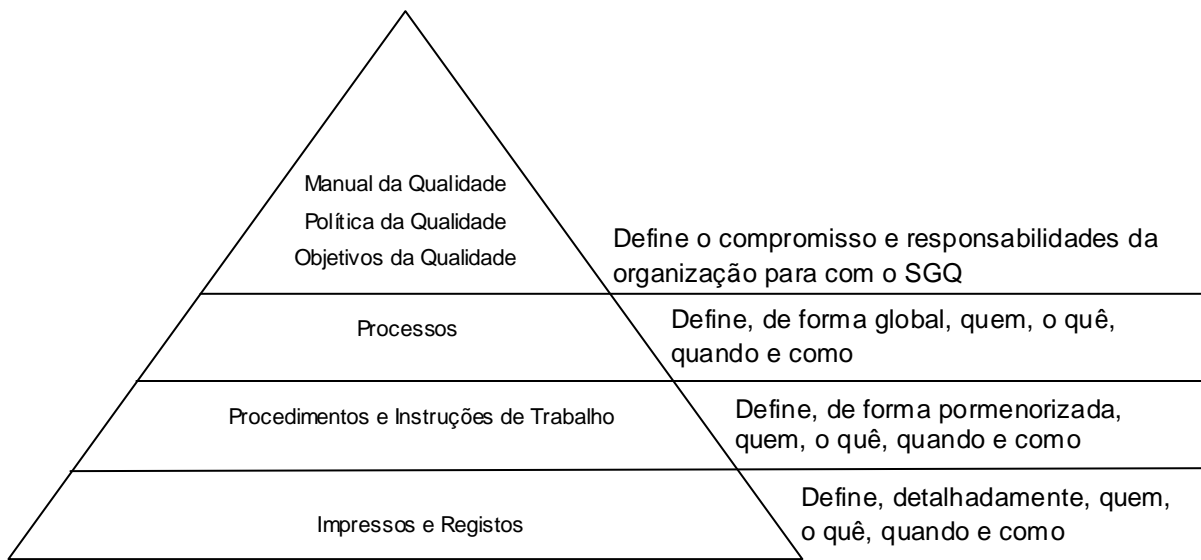 Manual da Qualidade
Política da Qualidade
Objetivos da Qualidade
Define o compromisso e responsabilidades da
organização para com o SGQ
Processos
Define, de forma global, quem, o quê,
quando e como
Procedimentos e Instruções de Trabalho
Define, de forma pormenorizada,
quem, o quê, quando e como
Impressos e Registos
Define, detalhadamente, quem,
o quê, quando e como